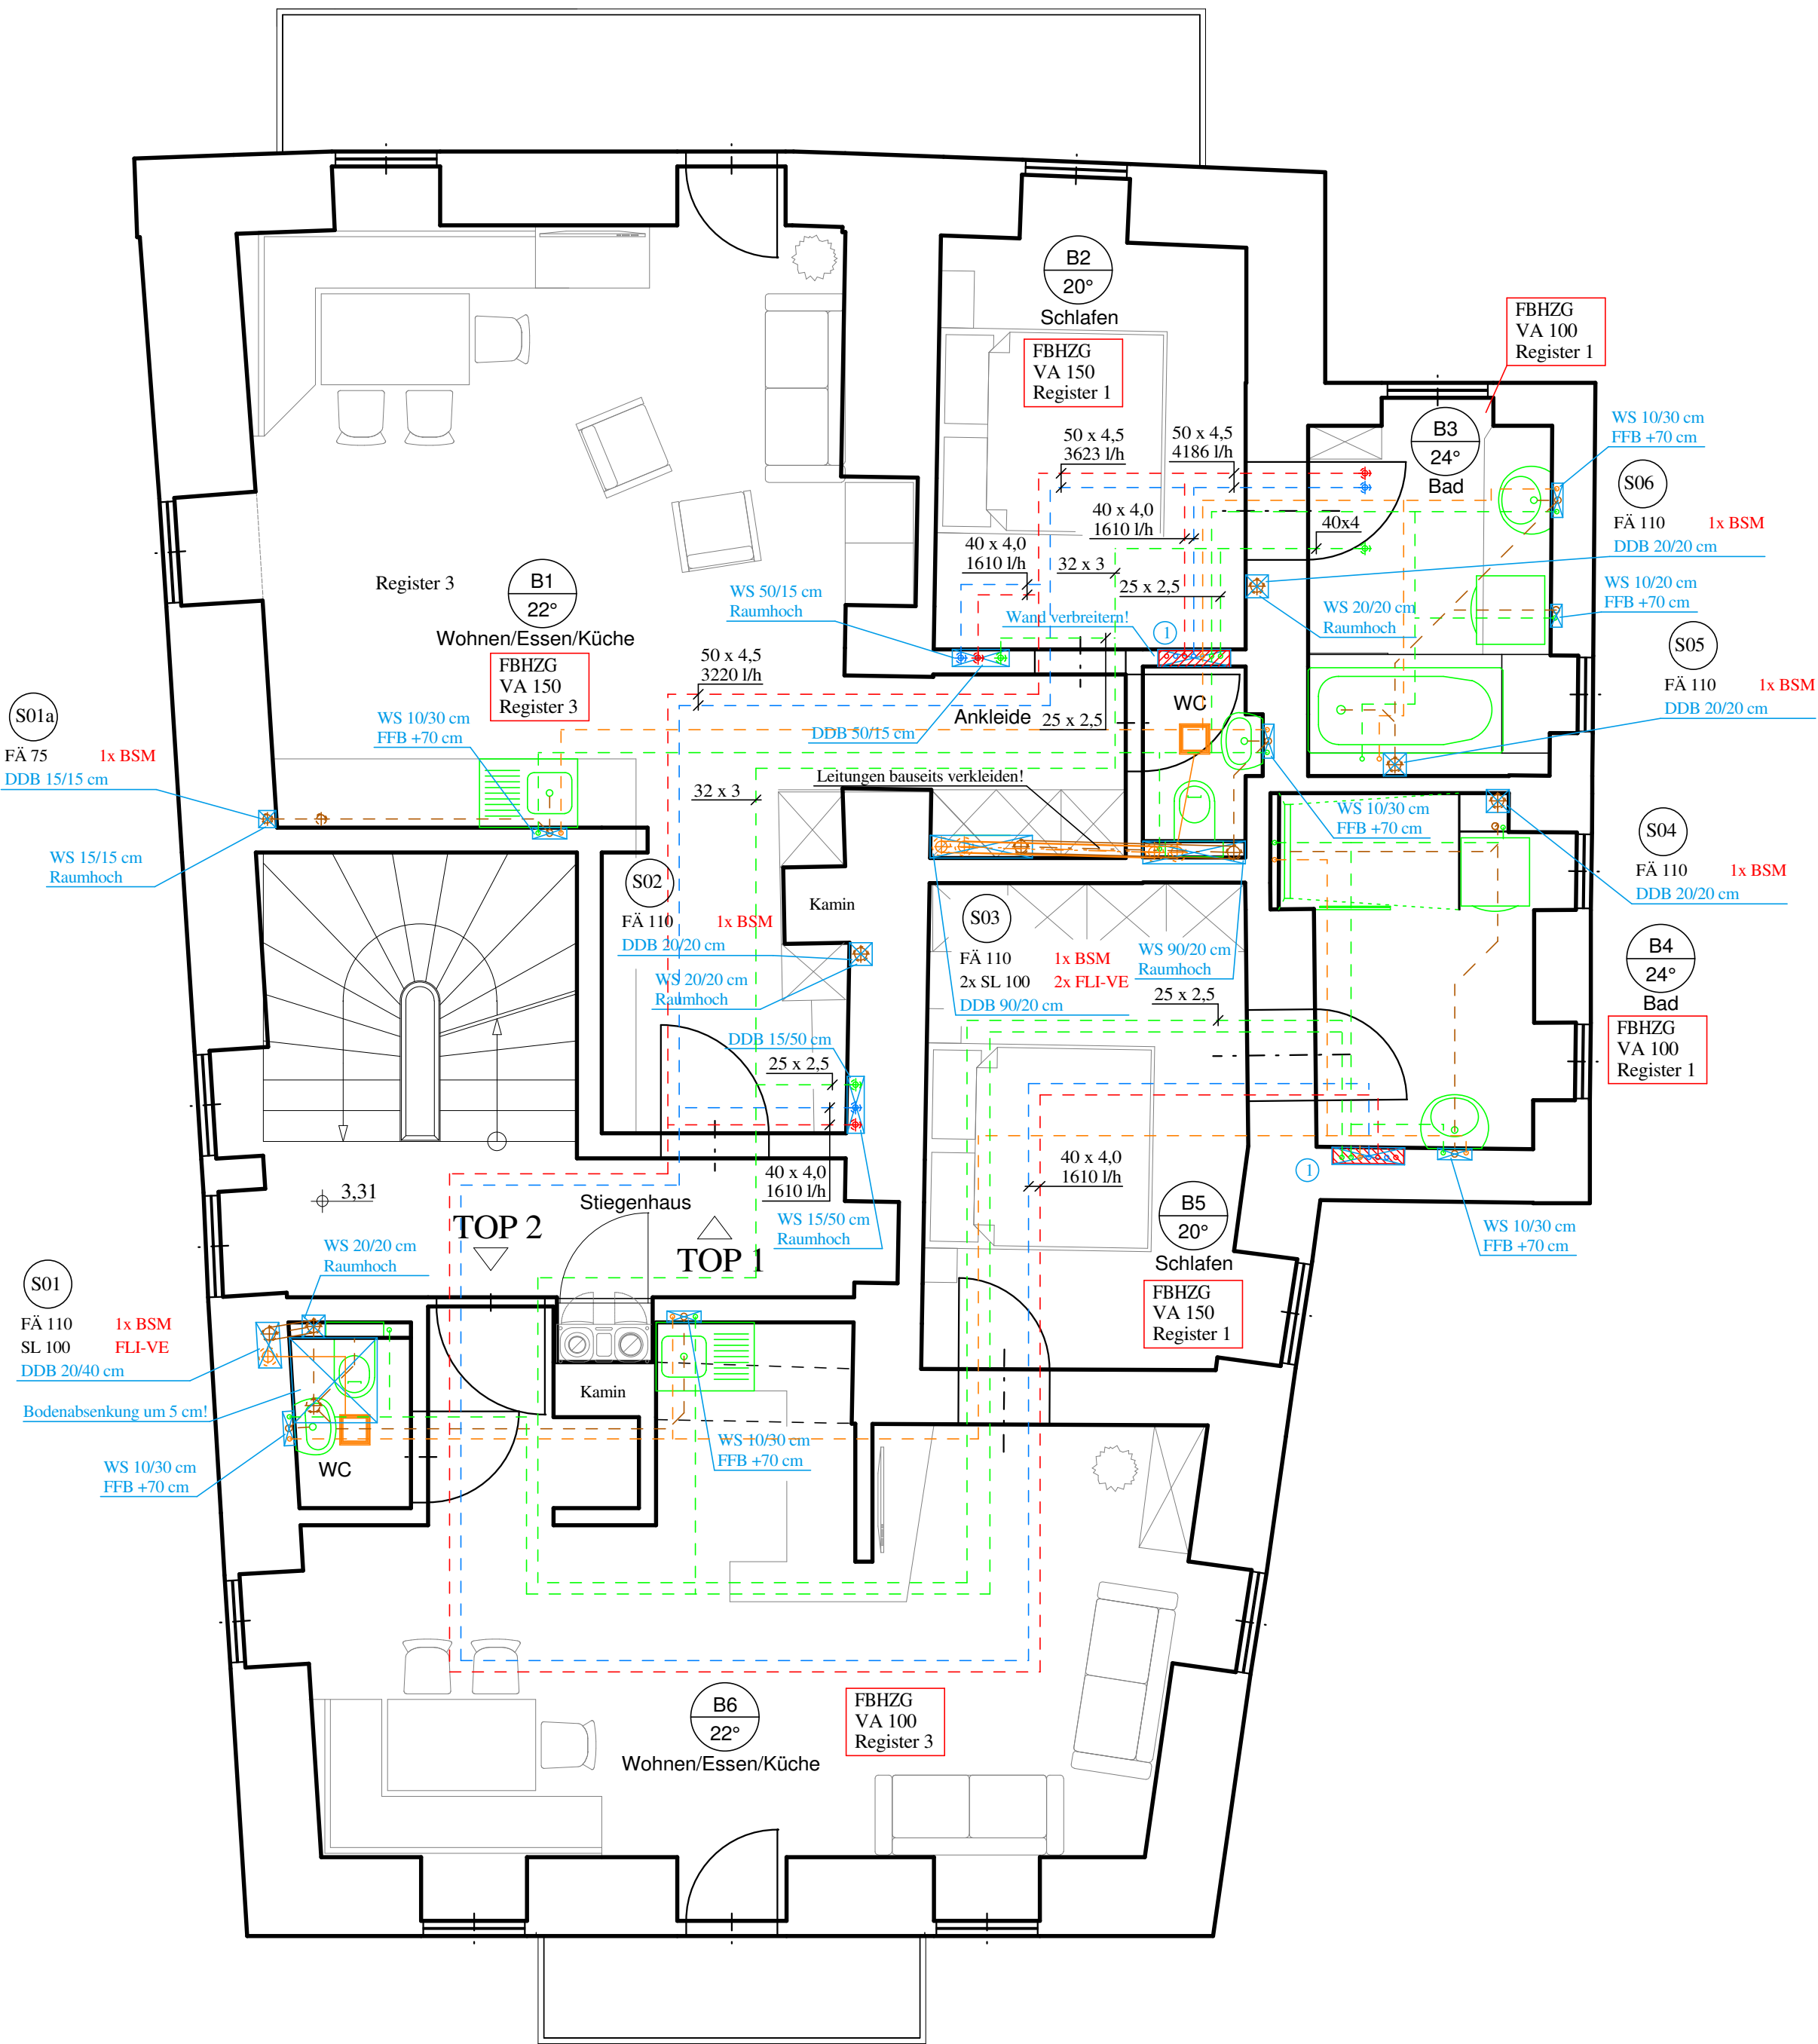 B2
20°
Schlafen
FBHZG
VA 150
Register 1
FBHZG
VA 100
Register 1
B3
24°
Bad
WS 10/30 cm
FFB +70 cm
S06
FÄ 110 1x BSM
DDB 20/20 cm
50 x 4,5
3623 l/h
50 x 4,5
4186 l/h
40 x 4,0
1610 l/h
40x4
40 x 4,0
1610 l/h
32 x 3
25 x 2,5
Register 3
B1
22°
Wohnen/Essen/Küche
FBHZG
VA 150
Register 3
WS 50/15 cm
Raumhoch
Wand verbreitern!
1
WS 20/20 cm
Raumhoch
WS 10/20 cm
FFB +70 cm
S05
FÄ 110 1x BSM
DDB 20/20 cm
50 x 4,5
3220 l/h
S01a
FÄ 75 1x BSM
DDB 15/15 cm
WS 10/30 cm
FFB +70 cm
DDB 50/15 cm
Ankleide
25 x 2,5
WC
Leitungen bauseits verkleiden!
32 x 3
WS 10/30 cm
FFB +70 cm
S04
FÄ 110 1x BSM
DDB 20/20 cm
WS 15/15 cm
Raumhoch
S02
FÄ 110 1x BSM
DDB 20/20 cm
Kamin
WS 20/20 cm
Raumhoch
S03
FÄ 110 1x BSM
2x SL 100 2x FLI-VE
DDB 90/20 cm
WS 90/20 cm
Raumhoch
25 x 2,5
B4
24°
Bad
FBHZG
VA 100
Register 1
DDB 15/50 cm
25 x 2,5
40 x 4,0
1610 l/h
40 x 4,0
1610 l/h
1
3,31
Stiegenhaus
TOP 2
TOP 1
WS 15/50 cm
Raumhoch
B5
20°
Schlafen
FBHZG
VA 150
Register 1
WS 10/30 cm
FFB +70 cm
WS 20/20 cm
Raumhoch
S01
FÄ 110 1x BSM
SL 100 FLI-VE
DDB 20/40 cm
Bodenabsenkung um 5 cm!
Kamin
WS 10/30 cm
FFB +70 cm
WC
WS 10/30 cm
FFB +70 cm
B6
22°
Wohnen/Essen/Küche
FBHZG
VA 100
Register 3